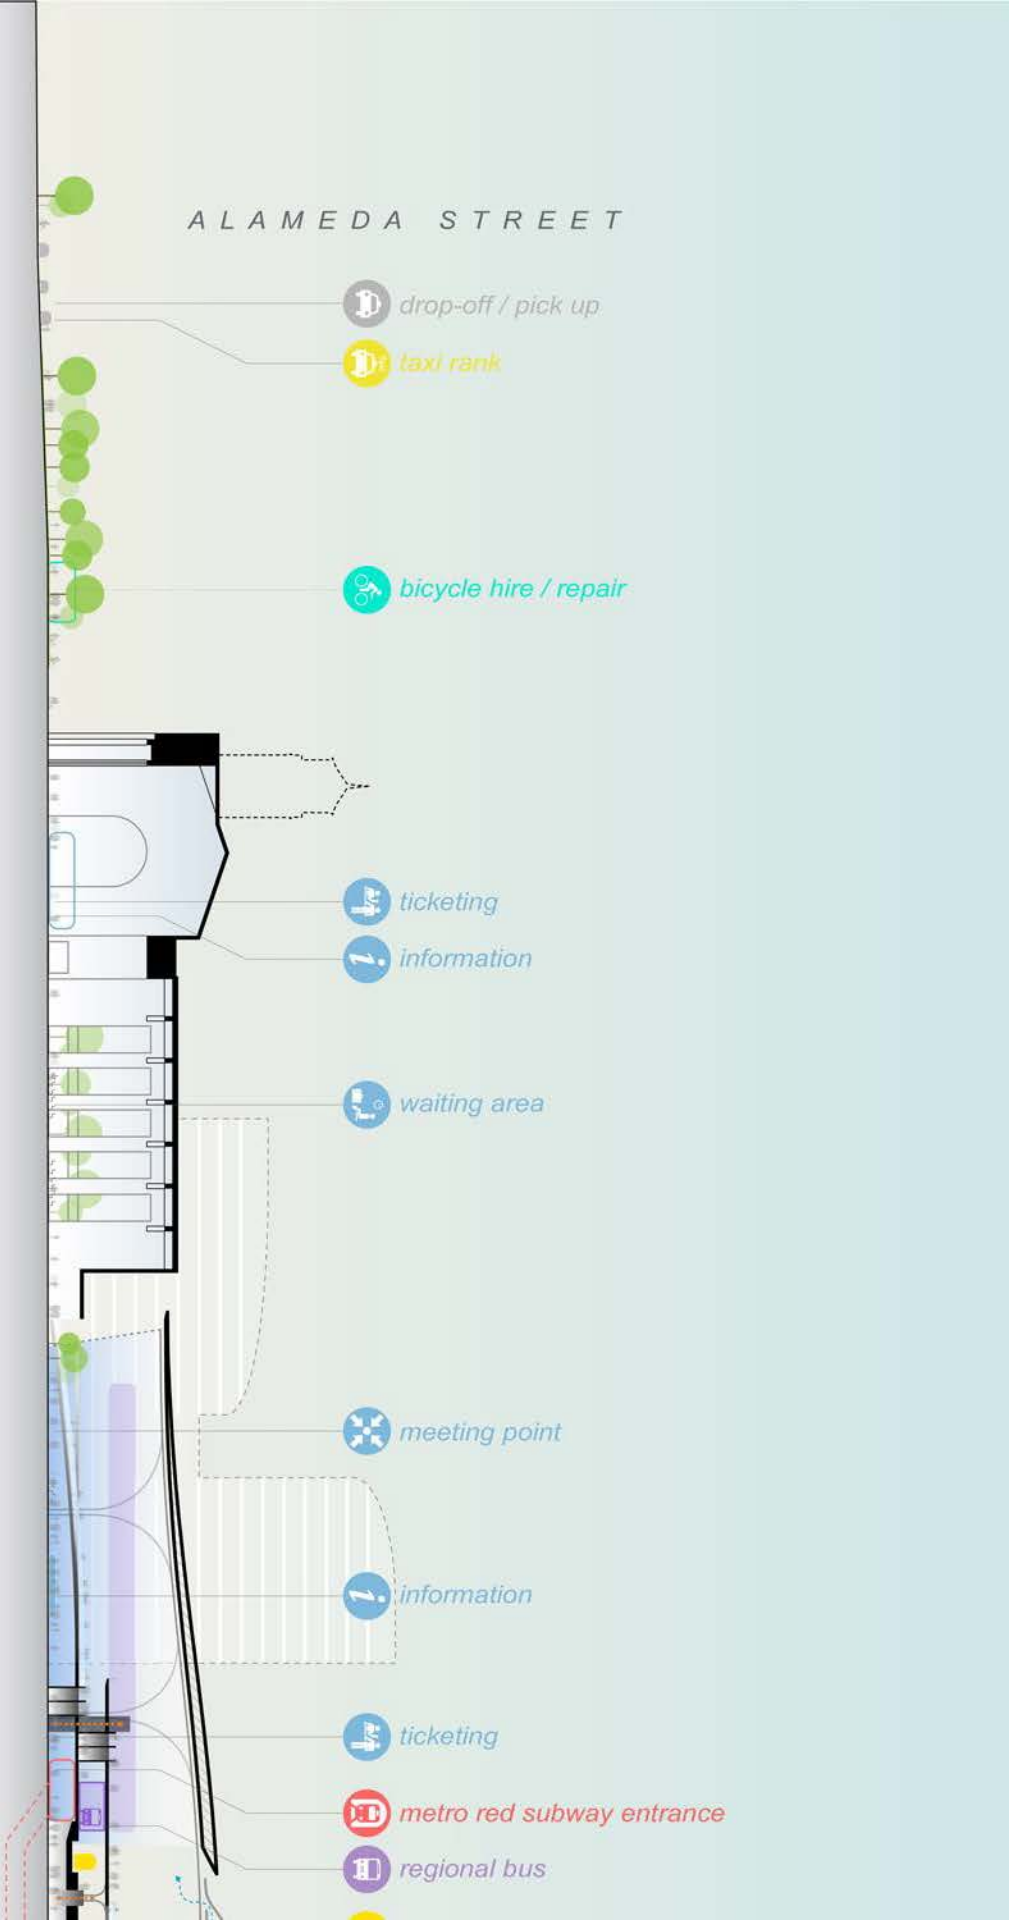 ALAMEDA STREET
drop-off / pick up
taxi rank
bicycle hire / repair
ticketing
information
waiting area
meeting point
information
ticketing
metro red subway entrance
regional bus